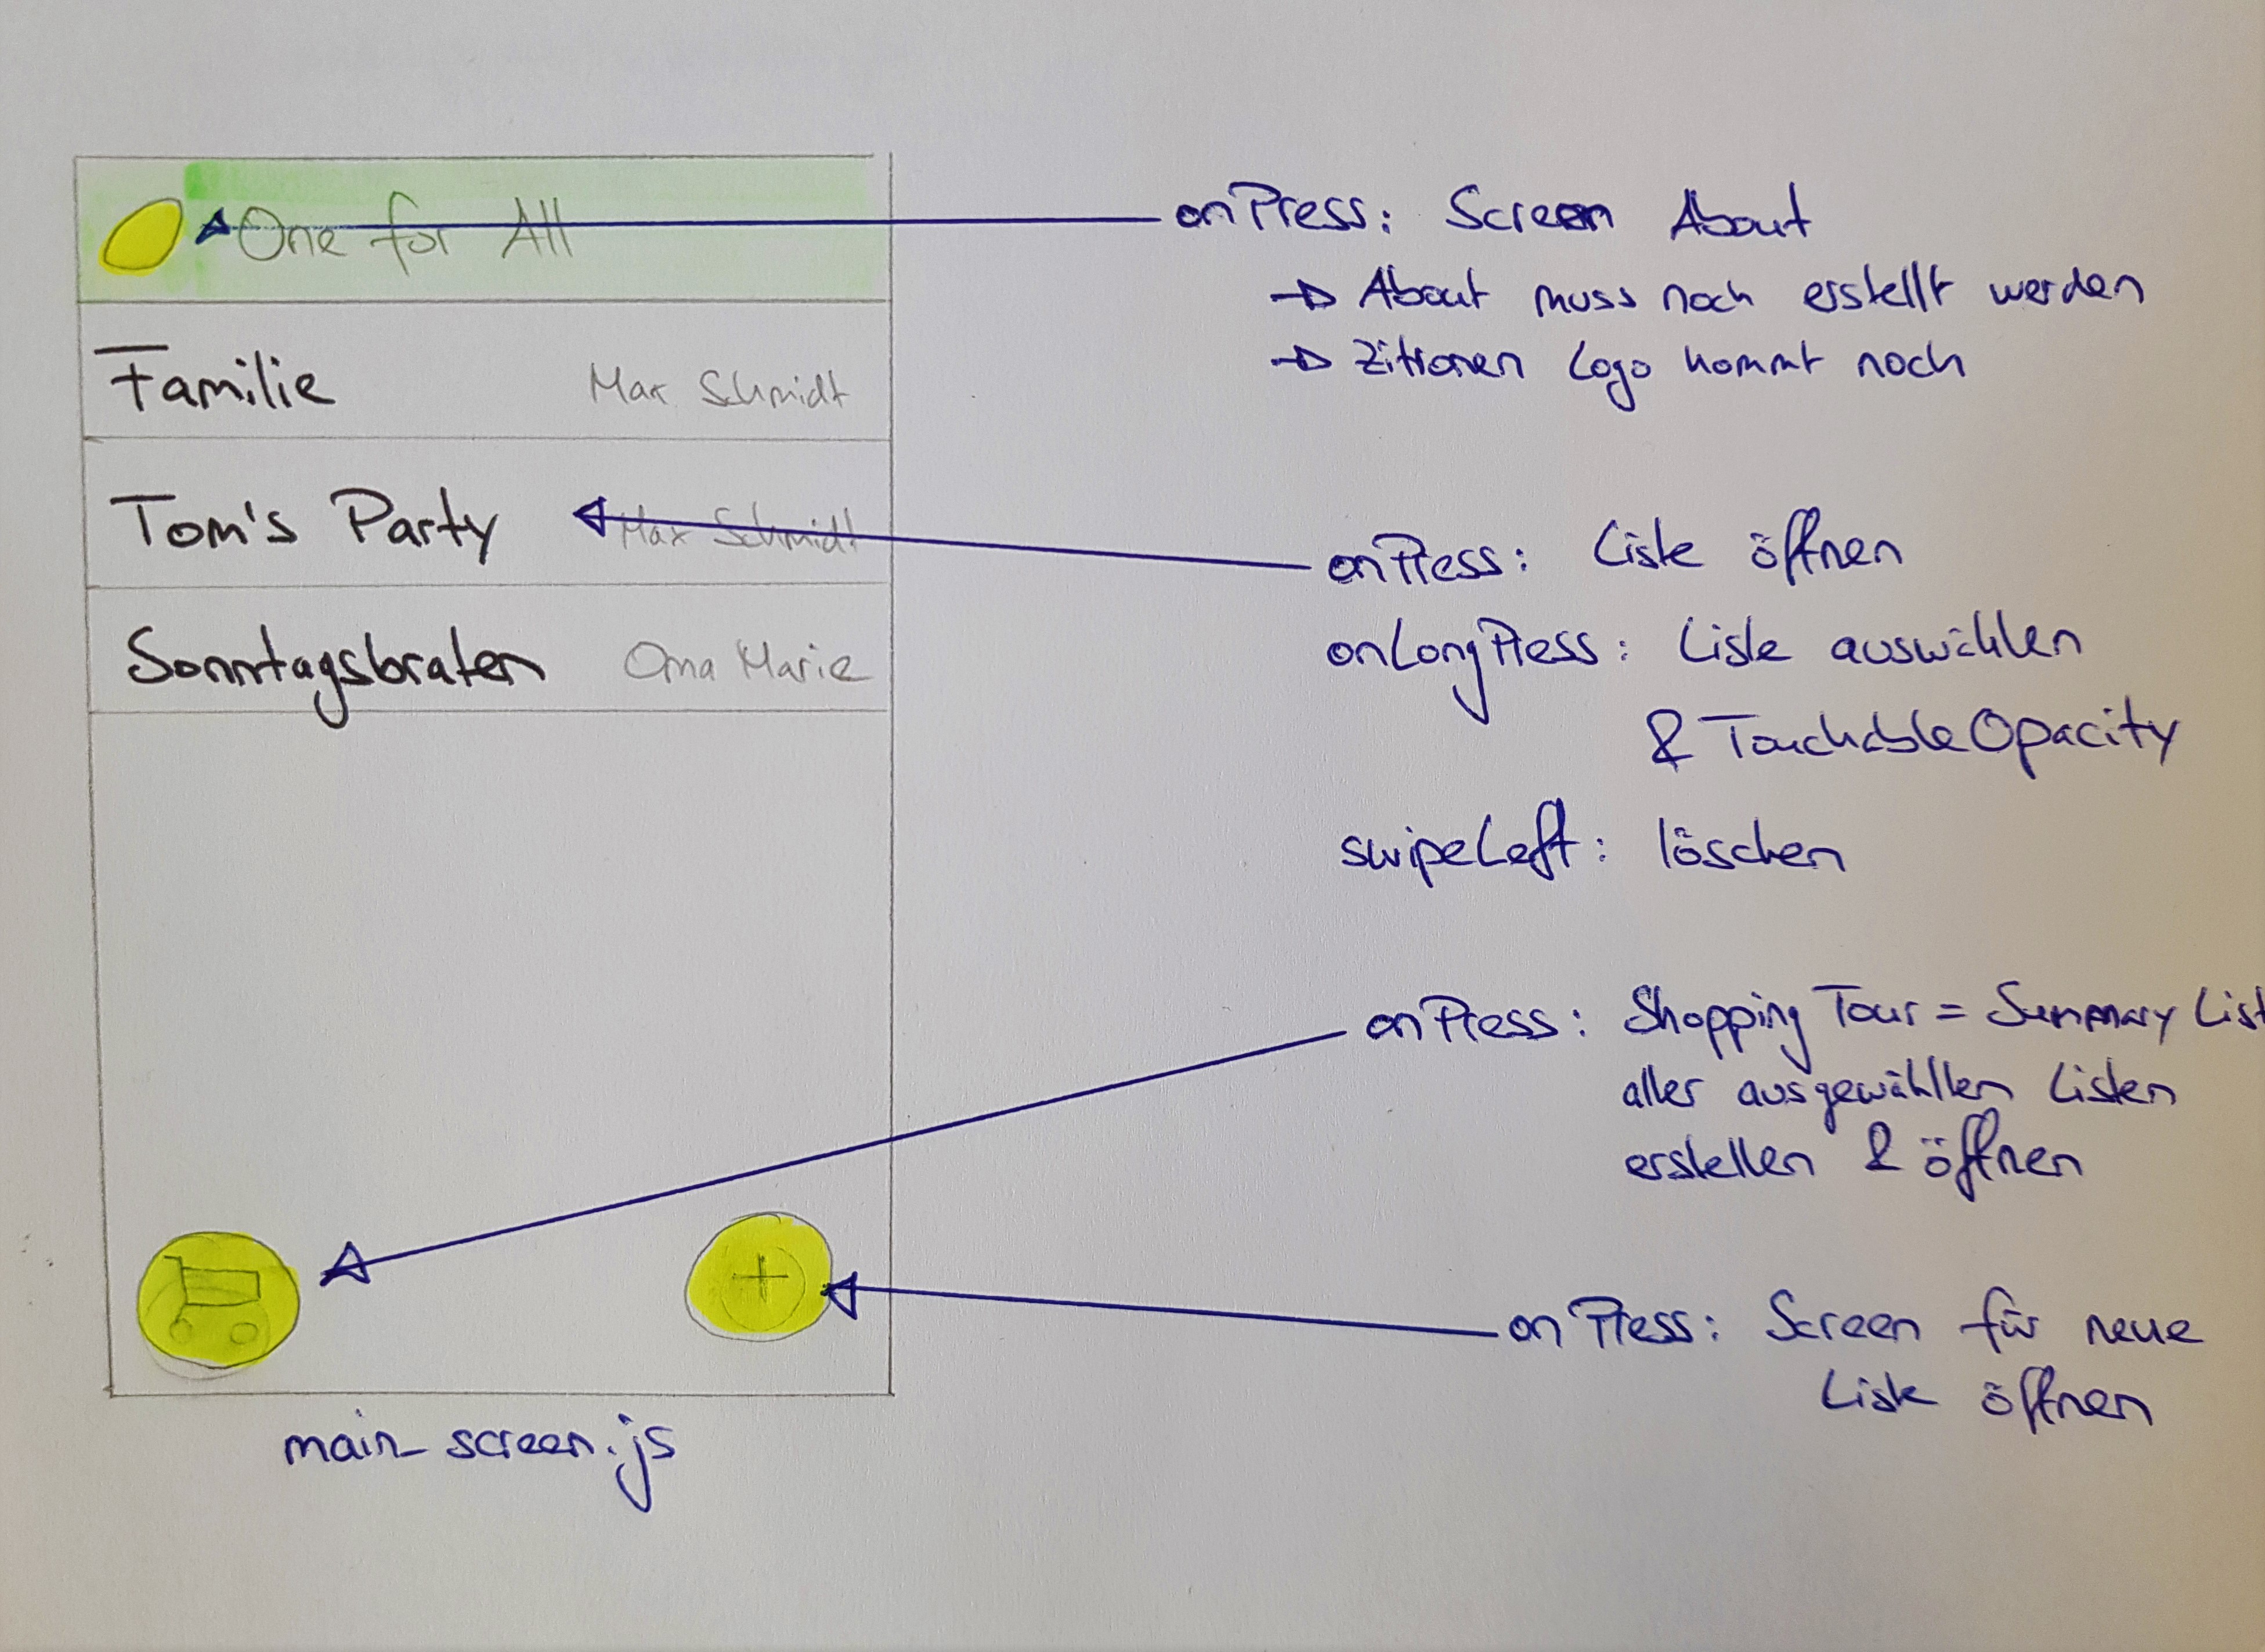 One for All
onPress: Screen About
→ About muss noch erstellt werden
→ Zitronen Logo kommt noch
Familie Max Schmidt
Tom's Party Max Schmidt
onPress: Liste öffnen
onLongPress: Liste auswählen
& TouchableOpacity
Sonntagsbraten Oma Marie
swipeLeft: löschen
onPress: Shopping Tour = Summary List
aller ausgewählten Listen
erstellen & öffnen
+
onPress: Screen für neue
Liste öffnen
main_screen.js